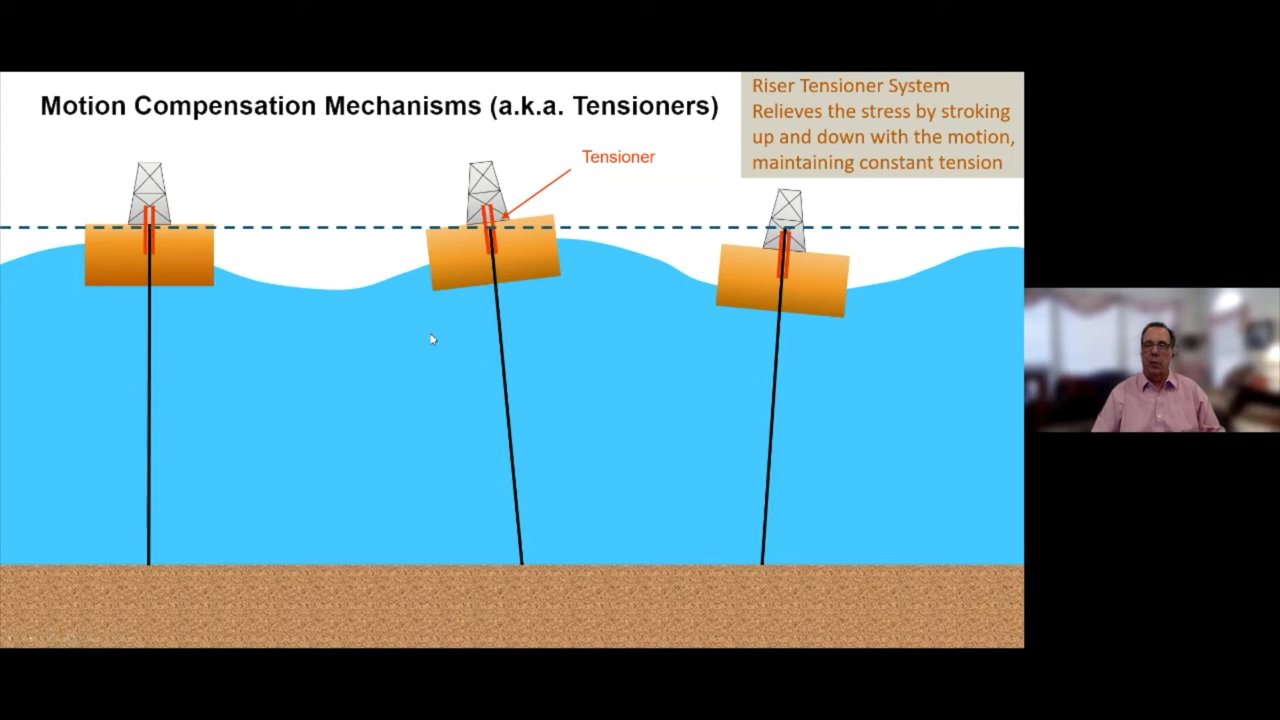 Motion Compensation Mechanisms (a.k.a. Tensioners)
Riser Tensioner System
Relieves the stress by stroking
up and down with the motion,
maintaining constant tension
Tensioner